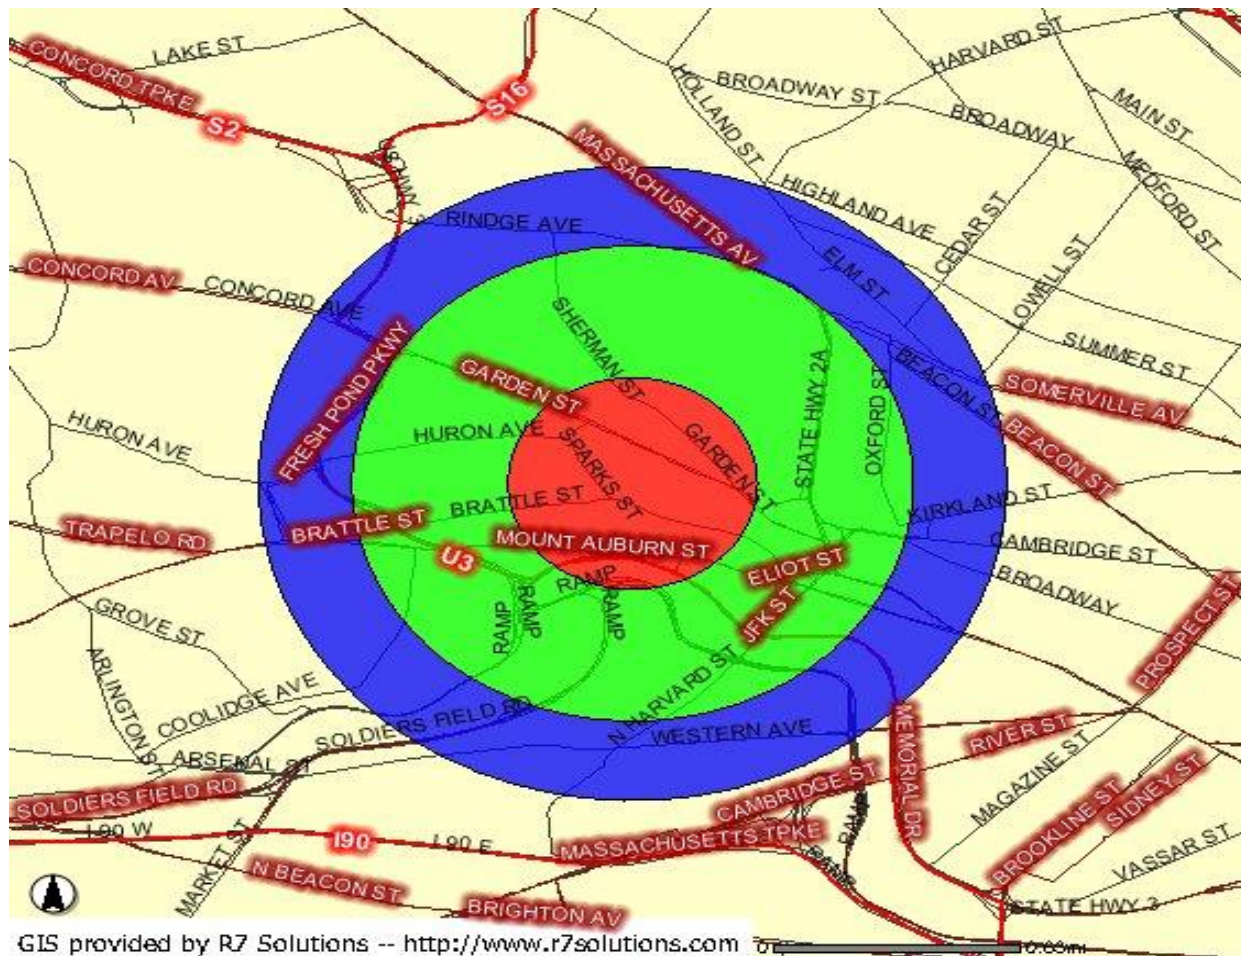 LAKE ST
CONCORD TPKE
S2
S16
HARVARD ST
BROADWAY ST
HOLLAND ST
BROADWAY
MAIN ST
MEDFORD ST
MASSACHUSETTS AV
HIGHLAND AVE
RINDGE AVE
CEDAR ST
ELM ST
LOWELL ST
CONCORD AV
CONCORD AVE
SHERMAN ST
SUMMER ST
FRESH POND PKWY
GARDEN ST
STATE HWY 2A
OXFORD ST
BEACON ST
SOMERVILLE AV
HURON AVE
HURON AVE
SPARKS ST
GARDEN ST
BEACON ST
BRATTLE ST
BRATTLE ST
KIRKLAND ST
TRAPELO RD
MOUNT AUBURN ST
CAMBRIDGE ST
U3
ELIOT ST
RAMP
BROADWAY
RAMP
RAMP
RAMP
JFK ST
PROSPECT ST
GROVE ST
ARLINGTON ST
COOLIDGE AVE
N HARVARD ST
SOLDIERS FIELD RD
WESTERN AVE
MEMORIAL DR
RIVER ST
ARSENAL ST
MAGAZINE ST
SOLDIERS FIELD RD
CAMBRIDGE ST
BROOKLINE ST
SIDNEY ST
I 90 W
I90
I 90 E
MASSACHUSETTS TPKE
RAMP
RAMP
VASSAR ST
MARKET ST
N BEACON ST
BRIGHTON AV
STATE HWY 3
GIS provided by R7 Solutions -- http://www.r7solutions.com
0